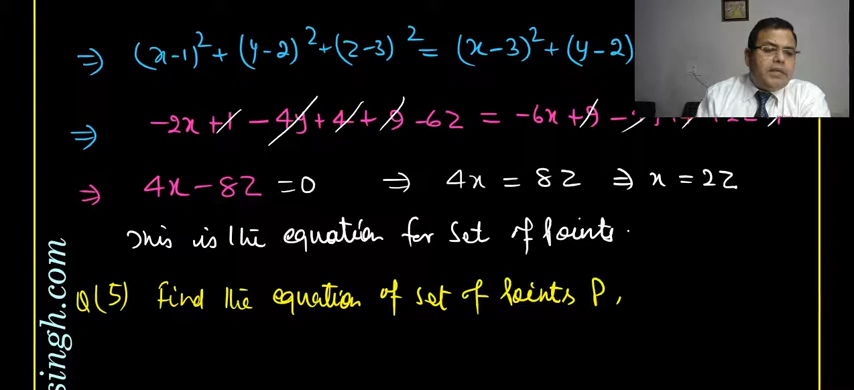 ⇒ (x-1)² + (y-2)² + (z-3)² = (x-3)² + (y-2)
⇒ -2x + 1 - 4y + 4 + 9 - 6z = -6x + 9 -
⇒ 4x - 8z = 0 ⇒ 4x = 8z ⇒ x = 2z
This is the equation for set of points.
Q(5) Find the equation of set of points P,
singh.com